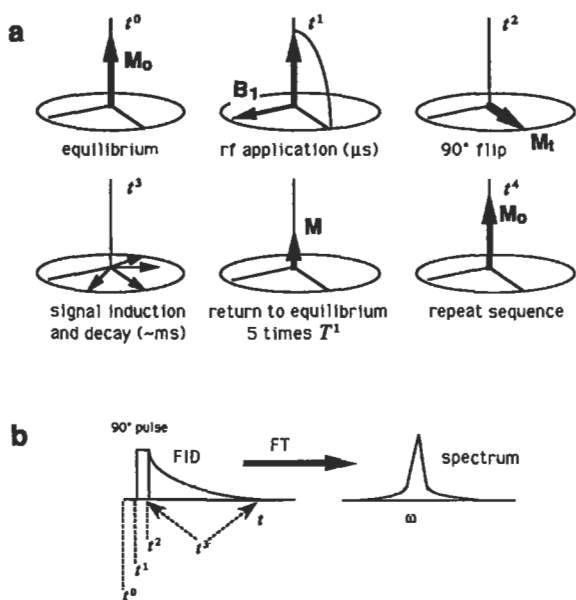 a
t⁰
M₀
equilibrium
t¹
B₁
rf application (μs)
t²
Mₜ
90° flip
t³
signal induction
and decay (~ms)
M
return to equilibrium
5 times T¹
t⁴
M₀
repeat sequence
b
90° pulse
FID
FT
spectrum
t
ω
t³
t²
t¹
t⁰